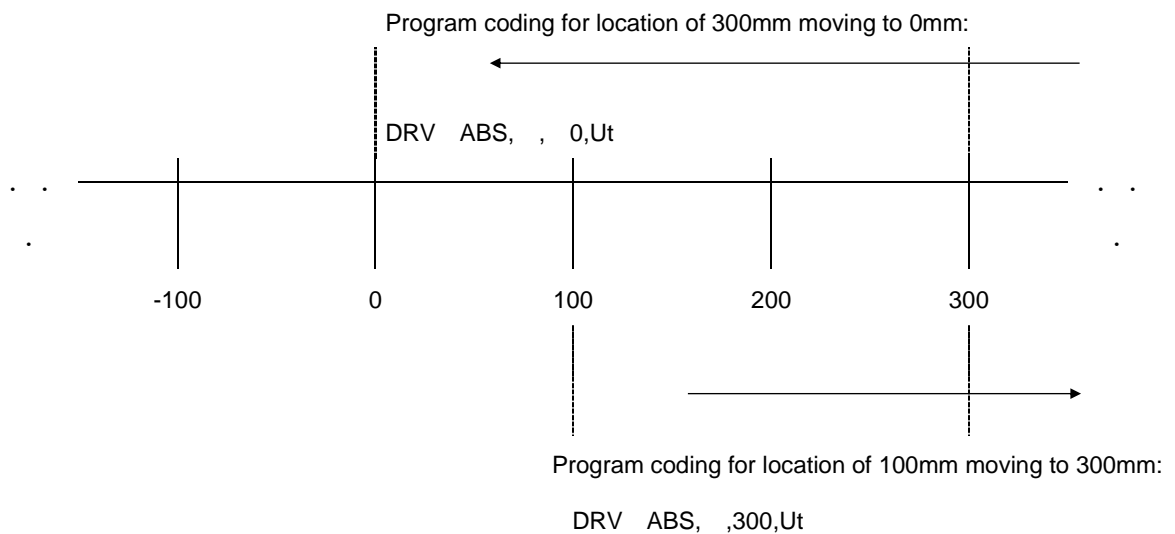 Program coding for location of 300mm moving to 0mm:
DRV ABS, , 0,Ut
. . . .
. .
-100 0 100 200 300
Program coding for location of 100mm moving to 300mm:
DRV ABS, ,300,Ut